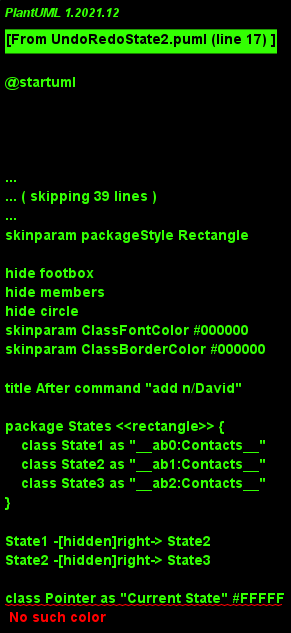 PlantUML 1.2021.12
[From UndoRedoState2.puml (line 17) ]
@startuml
...
... ( skipping 39 lines )
...
skinparam packageStyle Rectangle
hide footbox
hide members
hide circle
skinparam ClassFontColor #000000
skinparam ClassBorderColor #000000
title After command "add n/David"
package States <<rectangle>> {
class State1 as "__ab0:Contacts__"
class State2 as "__ab1:Contacts__"
class State3 as "__ab2:Contacts__"
}
State1 -[hidden]right-> State2
State2 -[hidden]right-> State3
class Pointer as "Current State" #FFFFF
No such color